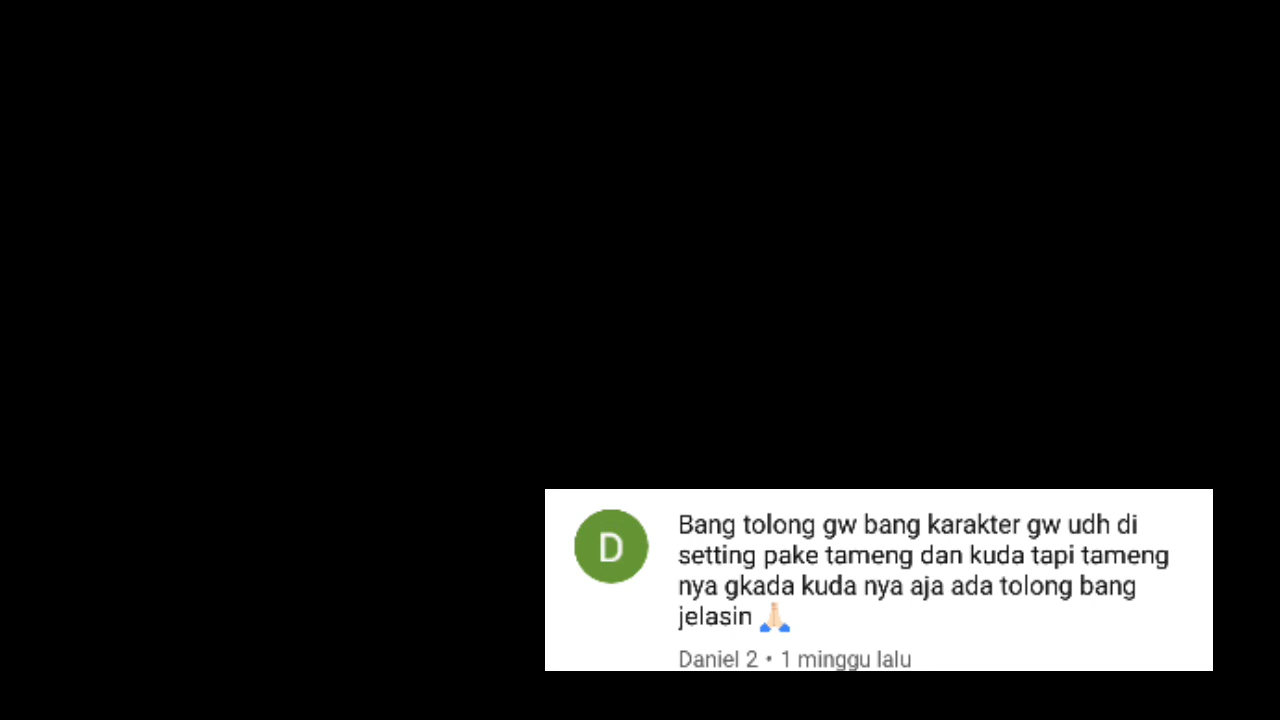 D
Bang tolong gw bang karakter gw udh di
setting pake tameng dan kuda tapi tameng
nya gkada kuda nya aja ada tolong bang
jelasin 🙏🏻
Daniel 2 • 1 minggu lalu